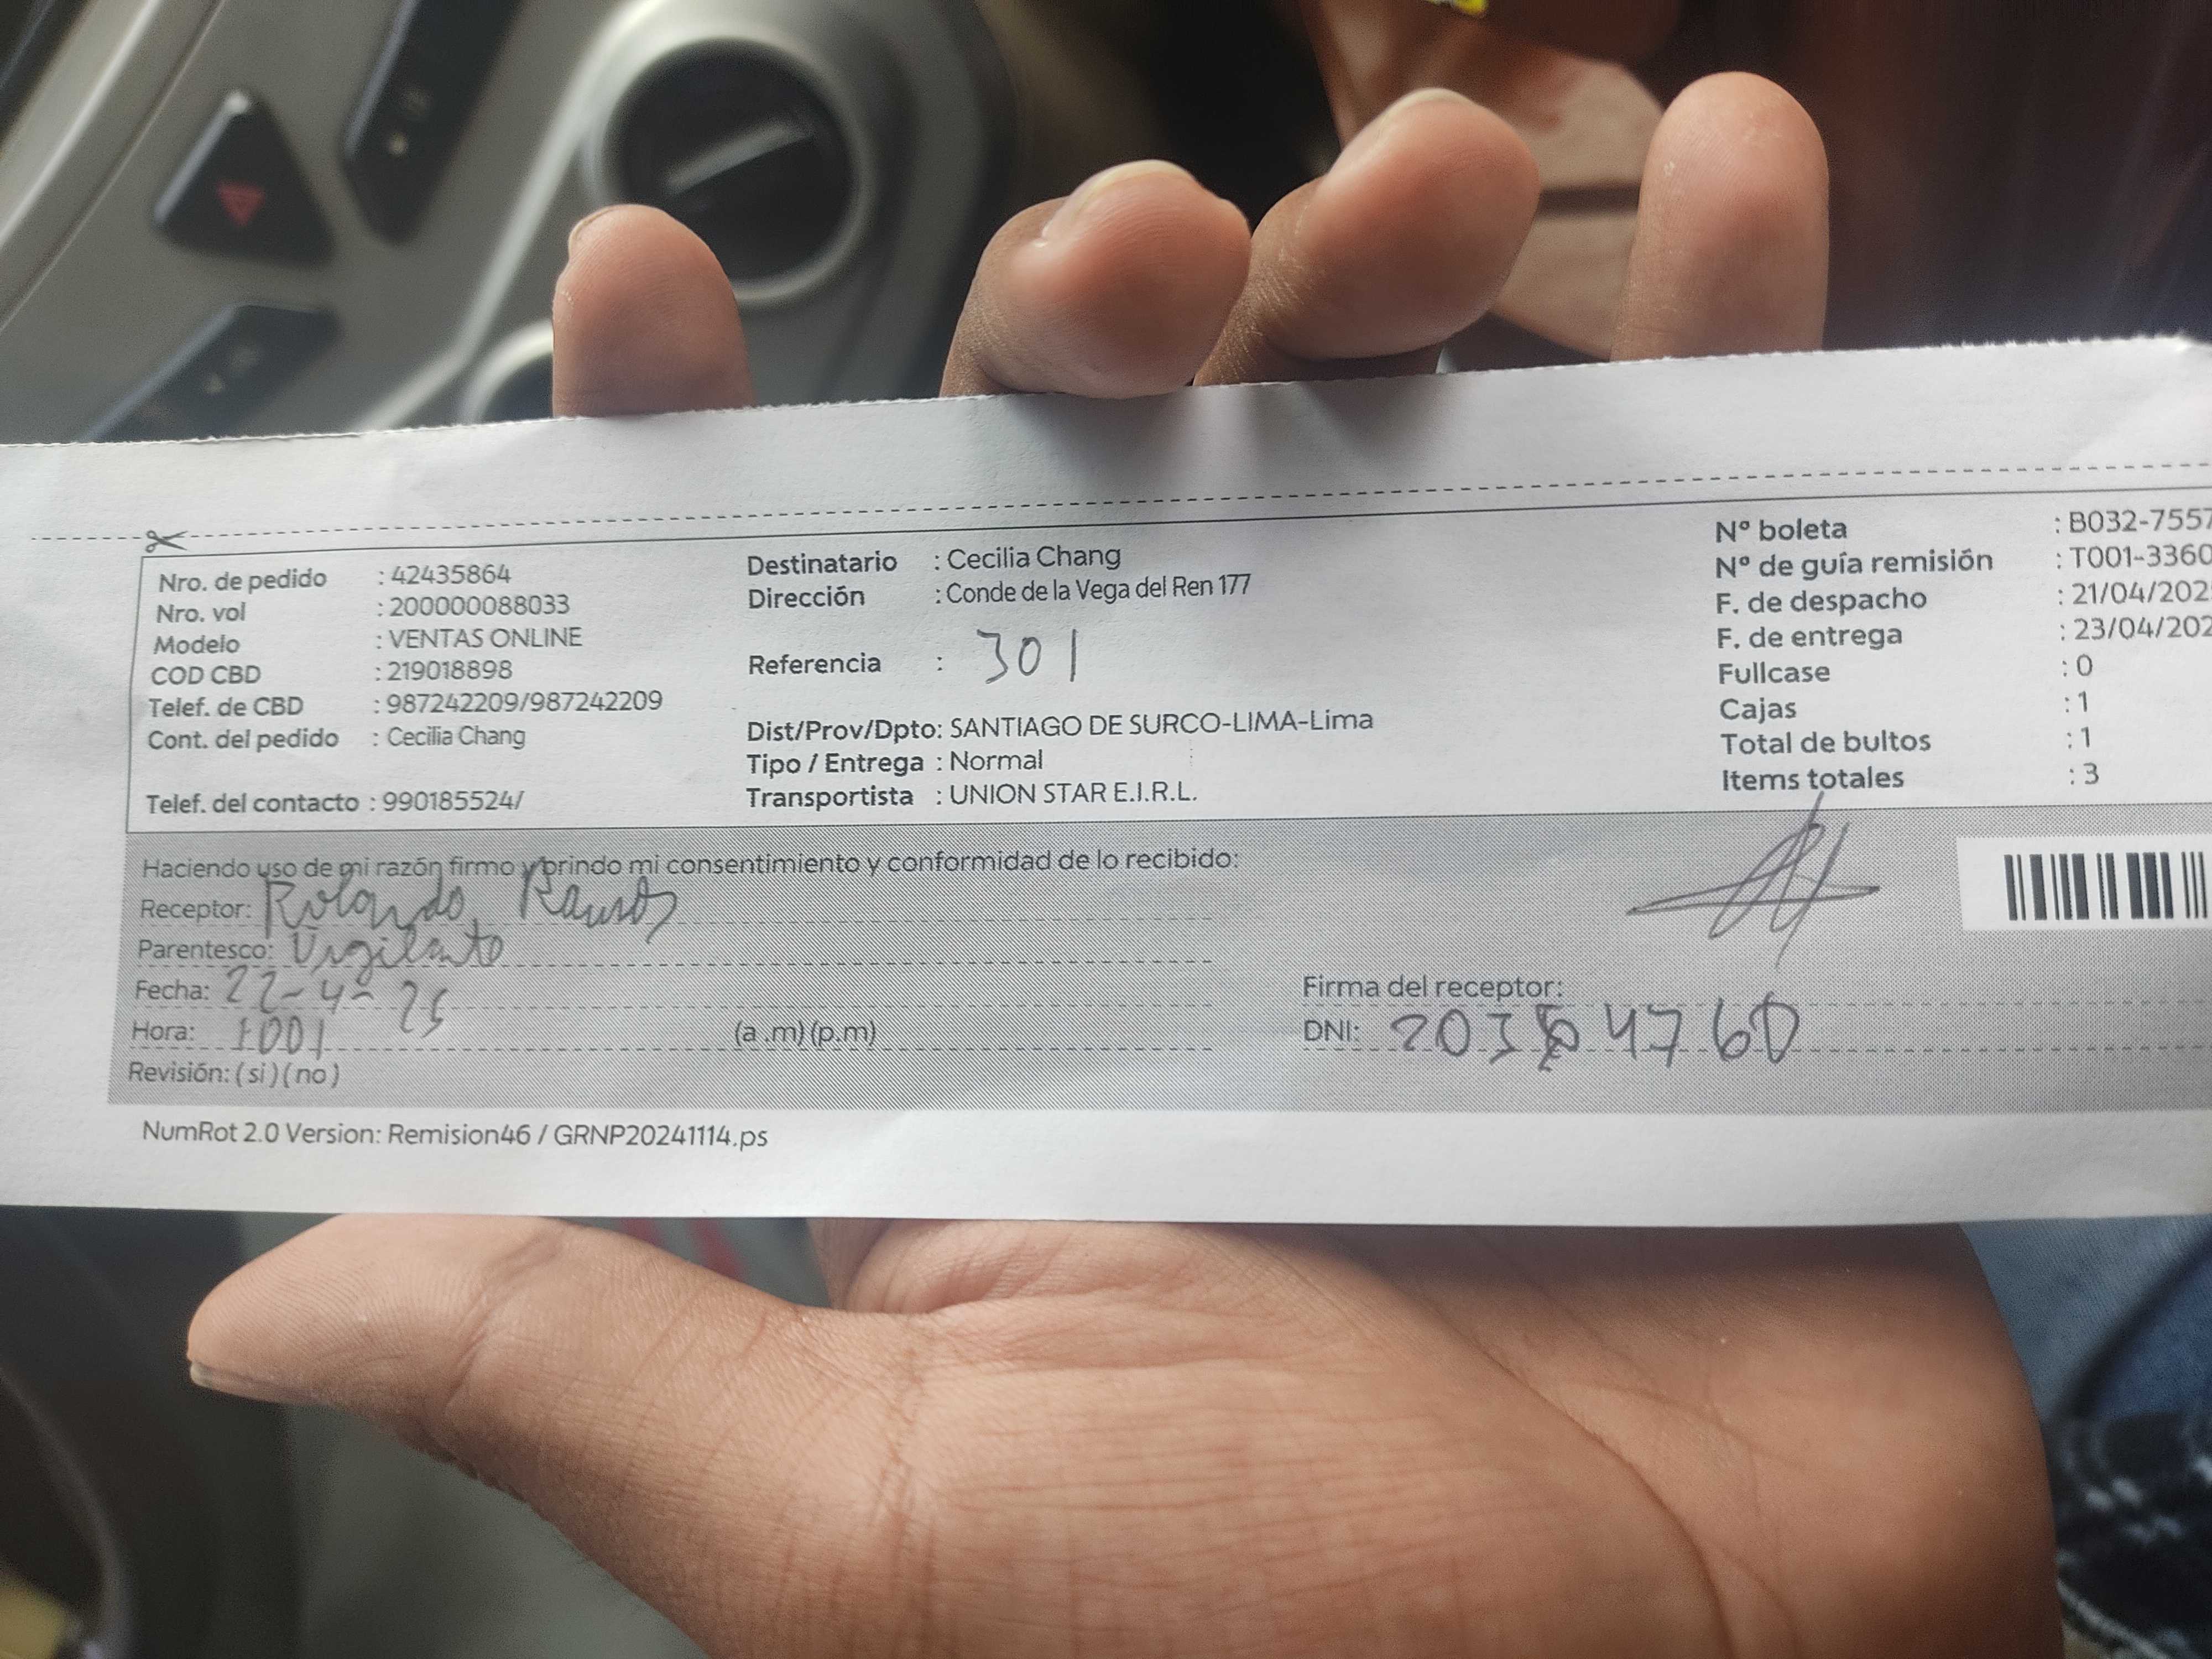 Nro. de pedido : 42435864
Nro. vol : 200000088033
Modelo : VENTAS ONLINE
COD CBD : 219018898
Telef. de CBD : 987242209/987242209
Cont. del pedido : Cecilia Chang
Telef. del contacto : 990185524/
Destinatario : Cecilia Chang
Dirección : Conde de la Vega del Ren 177
Referencia : 301
Dist/Prov/Dpto: SANTIAGO DE SURCO-LIMA-Lima
Tipo / Entrega : Normal
Transportista : UNION STAR E.I.R.L.
Nº boleta : B032-7557
Nº de guía remisión : T001-3360
F. de despacho : 21/04/202
F. de entrega : 23/04/202
Fullcase : 0
Cajas : 1
Total de bultos : 1
Items totales : 3
Haciendo uso de mi razón firmo y brindo mi consentimiento y conformidad de lo recibido:
Receptor: Rolando Ramos
Parentesco: Vigilante
Fecha: 22-4-25
Hora: 1001 (a .m) (p.m)
Revisión: ( si ) ( no )
Firma del receptor:
DNI:
NumRot 2.0 Version: Remision46 / GRNP20241114.ps